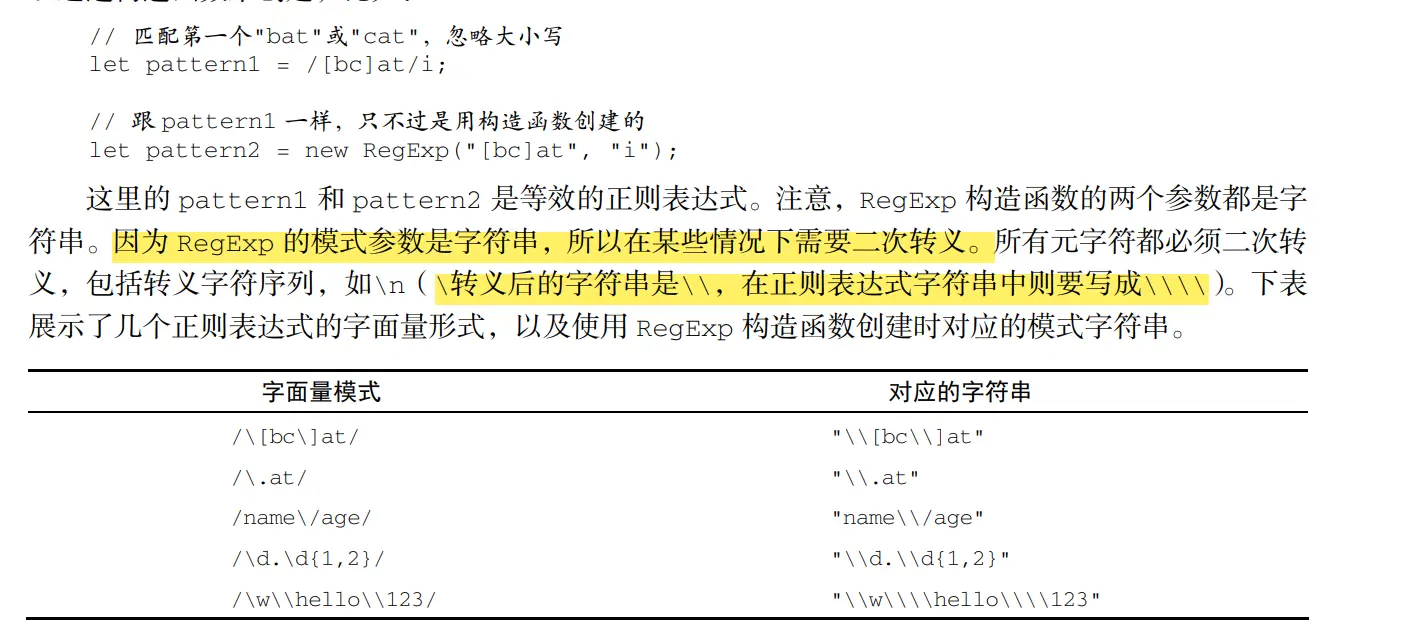 // 匹配第一个"bat"或"cat"，忽略大小写
let pattern1 = /[bc]at/i;
// 跟 pattern1 一样，只不过是用构造函数创建的
let pattern2 = new RegExp("[bc]at", "i");
这里的 pattern1 和 pattern2 是等效的正则表达式。注意，RegExp 构造函数的两个参数都是字
符串。因为 RegExp 的模式参数是字符串，所以在某些情况下需要二次转义。所有元字符都必须二次转
义，包括转义字符序列，如\n（\转义后的字符串是\\，在正则表达式字符串中则要写成\\\\）。下表
展示了几个正则表达式的字面量形式，以及使用 RegExp 构造函数创建时对应的模式字符串。
字面量模式 对应的字符串
/\[bc\]at/ "\\[bc\\]at"
/\.at/ "\\.at"
/name\/age/ "name\\/age"
/\d.\d{1,2}/ "\\d.\\d{1,2}"
/\w\\hello\\123/ "\\w\\\\hello\\\\123"